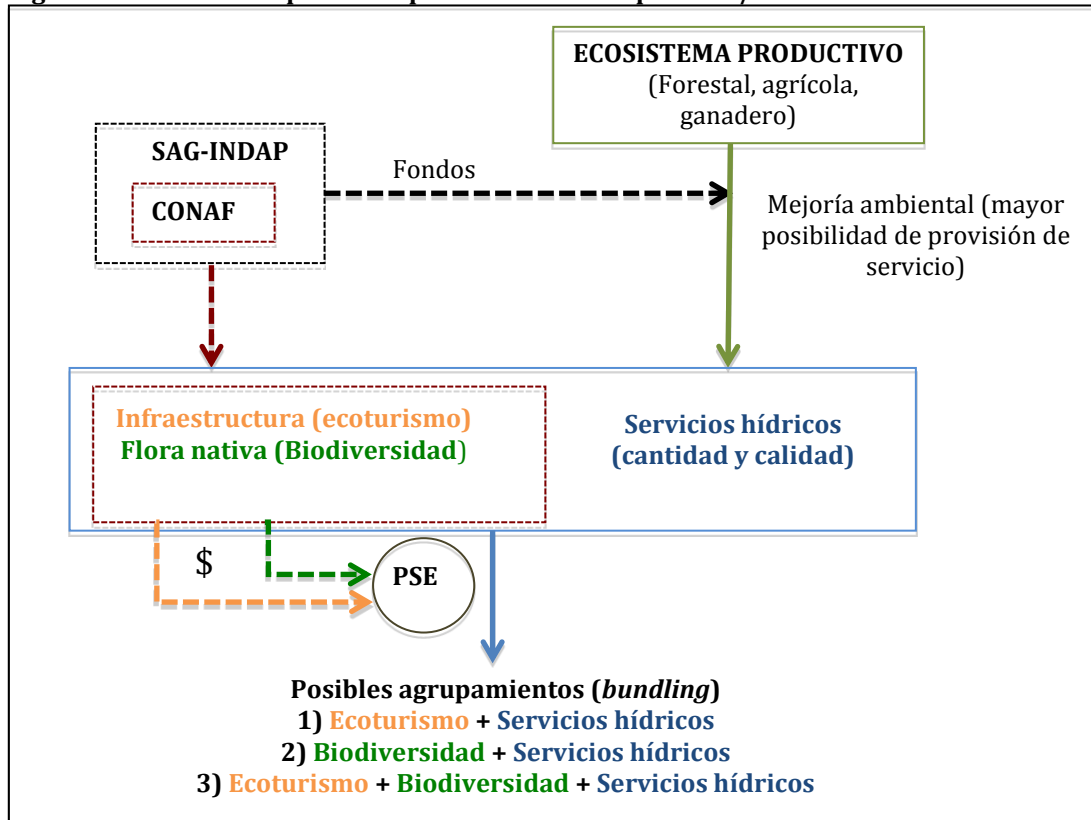 ECOSISTEMA PRODUCTIVO
(Forestal, agrícola,
ganadero)
SAG-INDAP
CONAF
Fondos
Mejoría ambiental (mayor
posibilidad de provisión de
servicio)
Infraestructura (ecoturismo)
Flora nativa (Biodiversidad)
Servicios hídricos
(cantidad y calidad)
$
PSE
Posibles agrupamientos (bundling)
1) Ecoturismo + Servicios hídricos
2) Biodiversidad + Servicios hídricos
3) Ecoturismo + Biodiversidad + Servicios hídricos